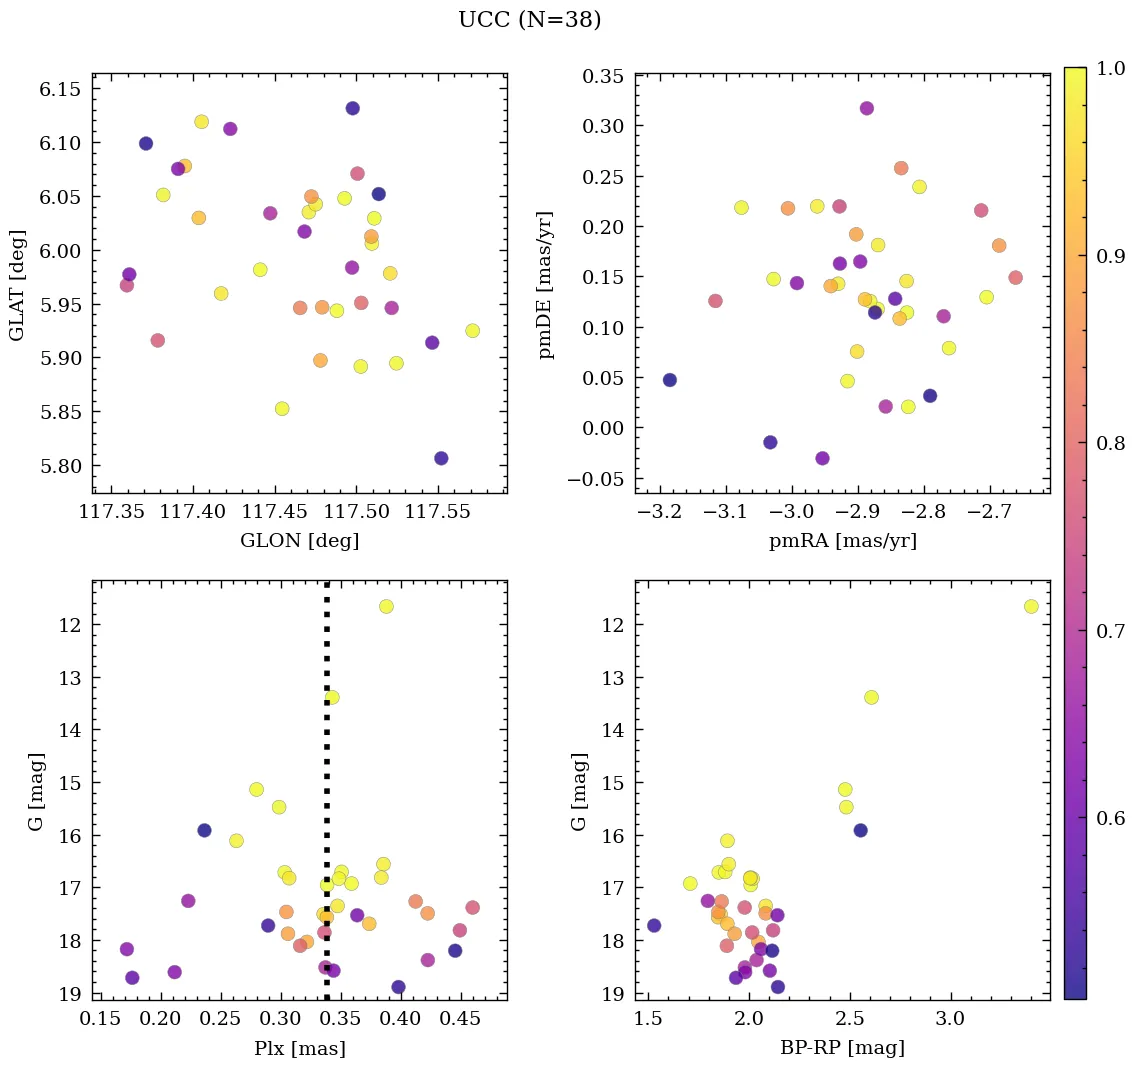 UCC (N=38)
6.15
6.10
6.05
6.00
5.95
5.90
5.85
5.80
GLAT [deg]
117.35 117.40 117.45 117.50 117.55
GLON [deg]
0.35
0.30
0.25
0.20
0.15
0.10
0.05
0.00
−0.05
pmDE [mas/yr]
−3.2 −3.1 −3.0 −2.9 −2.8 −2.7
pmRA [mas/yr]
12
13
14
15
16
17
18
19
G [mag]
0.15 0.20 0.25 0.30 0.35 0.40 0.45
Plx [mas]
12
13
14
15
16
17
18
19
G [mag]
1.5 2.0 2.5 3.0
BP-RP [mag]
1.0
0.9
0.8
0.7
0.6